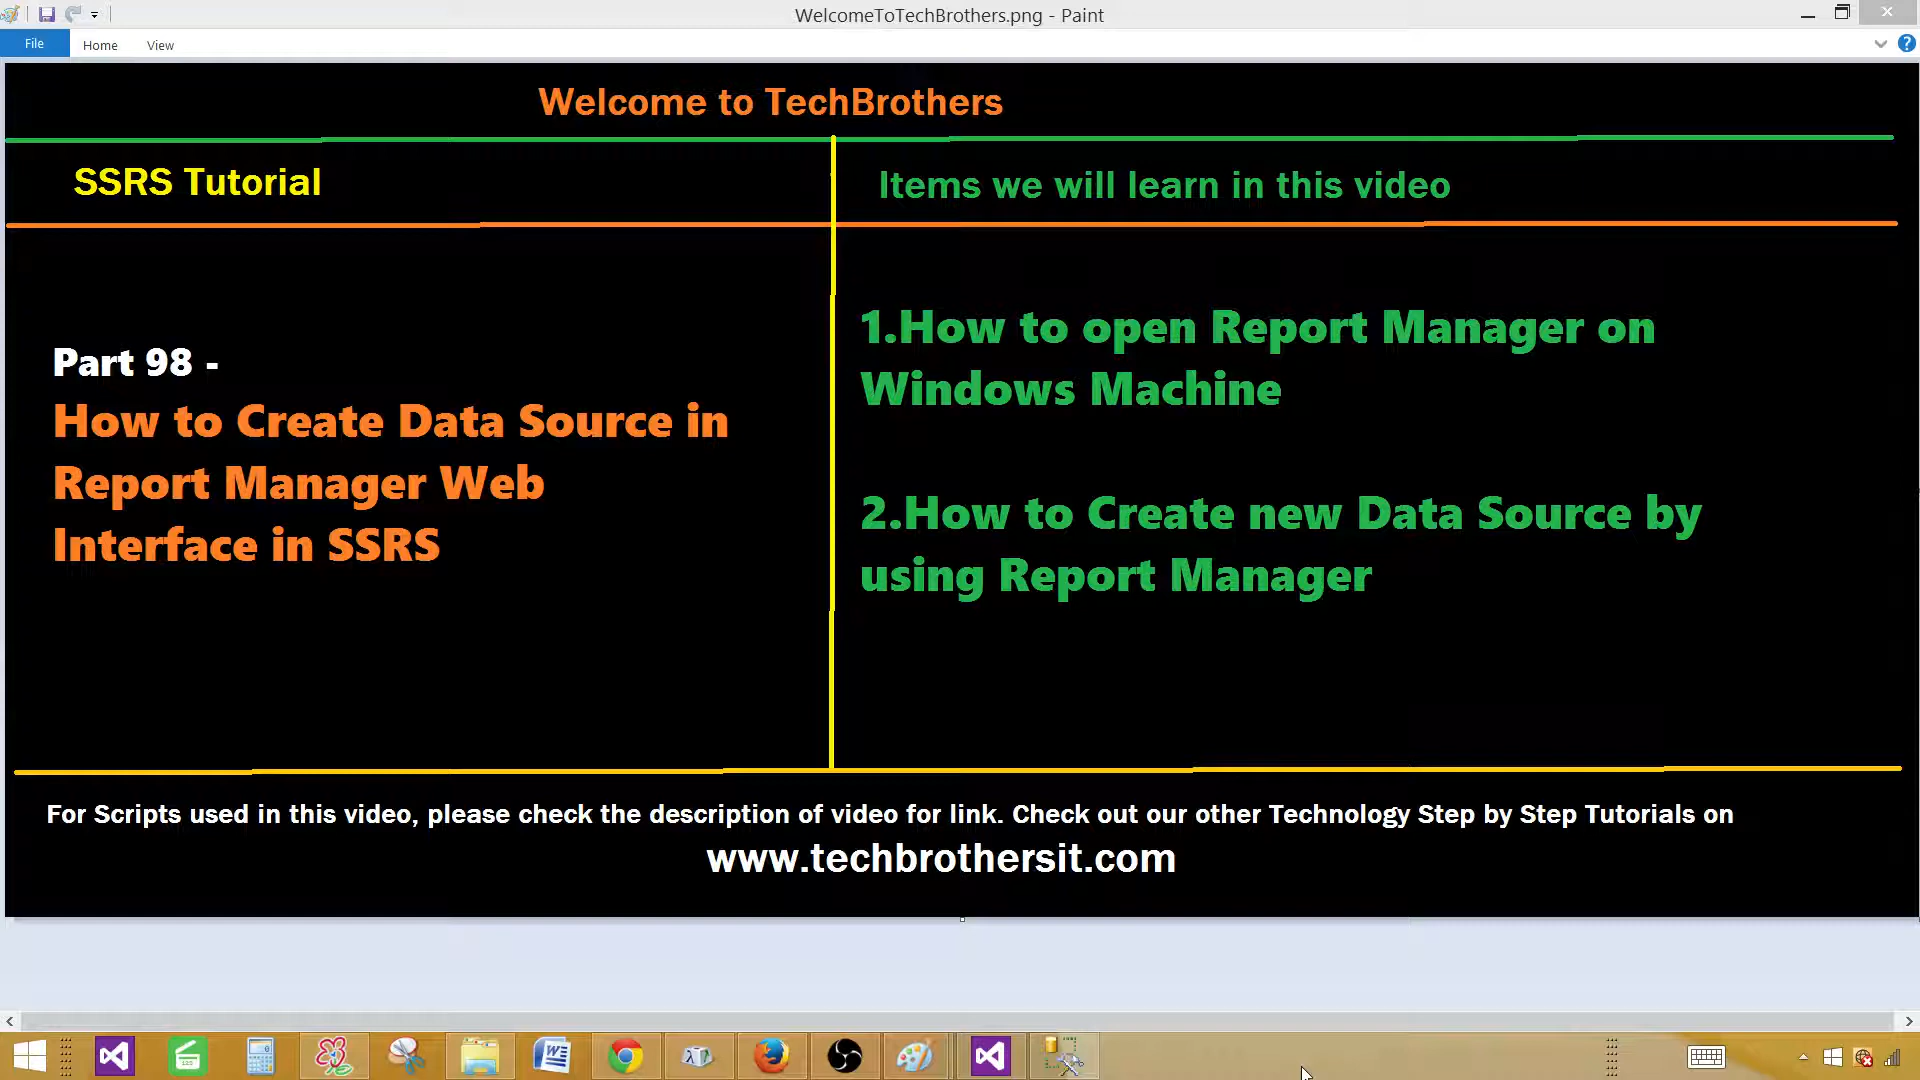 WelcomeToTechBrothers.png - Paint
File
Home
View
Welcome to TechBrothers
SSRS Tutorial
Items we will learn in this video
Part 98 -
How to Create Data Source in
Report Manager Web
Interface in SSRS
1.How to open Report Manager on
Windows Machine
2.How to Create new Data Source by
using Report Manager
For Scripts used in this video, please check the description of video for link. Check out our other Technology Step by Step Tutorials on
www.techbrothersit.com